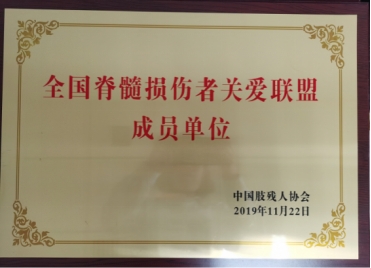 全国脊髓损伤者关爱联盟
成员单位
中国肢残人协会
2019年11月22日